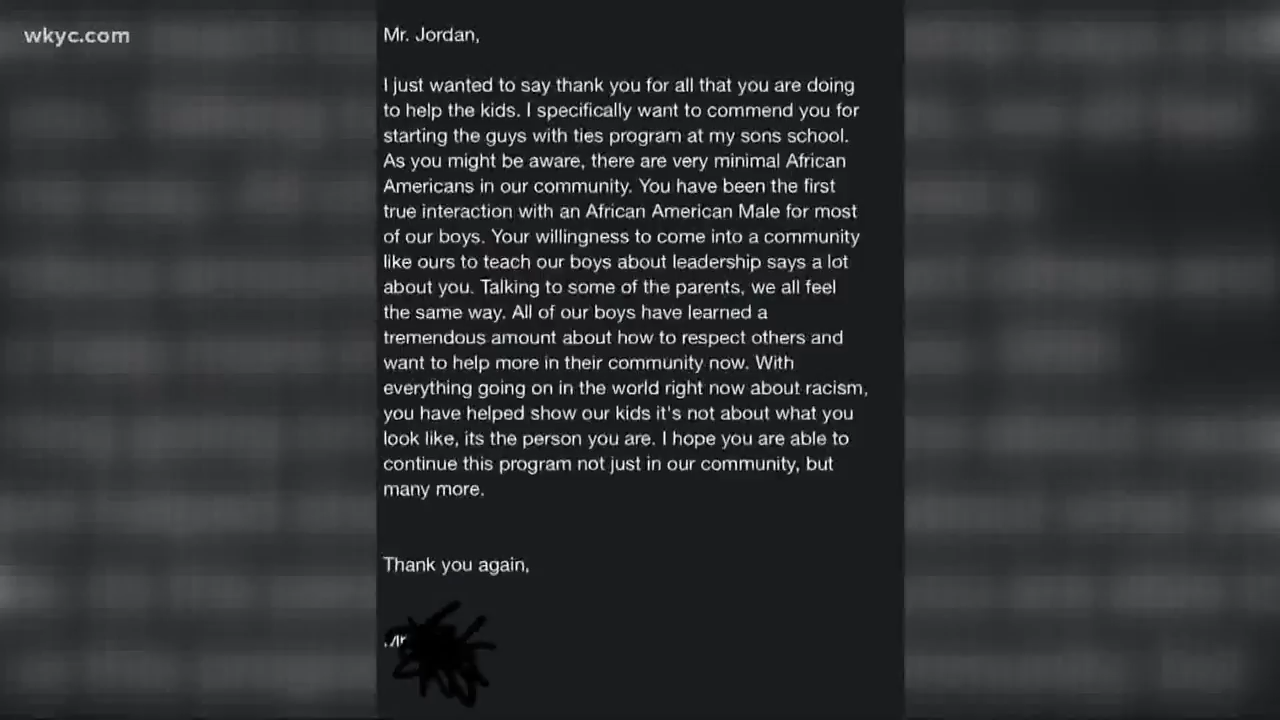 wkyc.com
Mr. Jordan,
I just wanted to say thank you for all that you are doing
to help the kids. I specifically want to commend you for
starting the guys with ties program at my sons school.
As you might be aware, there are very minimal African
Americans in our community. You have been the first
true interaction with an African American Male for most
of our boys. Your willingness to come into a community
like ours to teach our boys about leadership says a lot
about you. Talking to some of the parents, we all feel
the same way. All of our boys have learned a
tremendous amount about how to respect others and
want to help more in their community now. With
everything going on in the world right now about racism,
you have helped show our kids it's not about what you
look like, its the person you are. I hope you are able to
continue this program not just in our community, but
many more.
Thank you again,